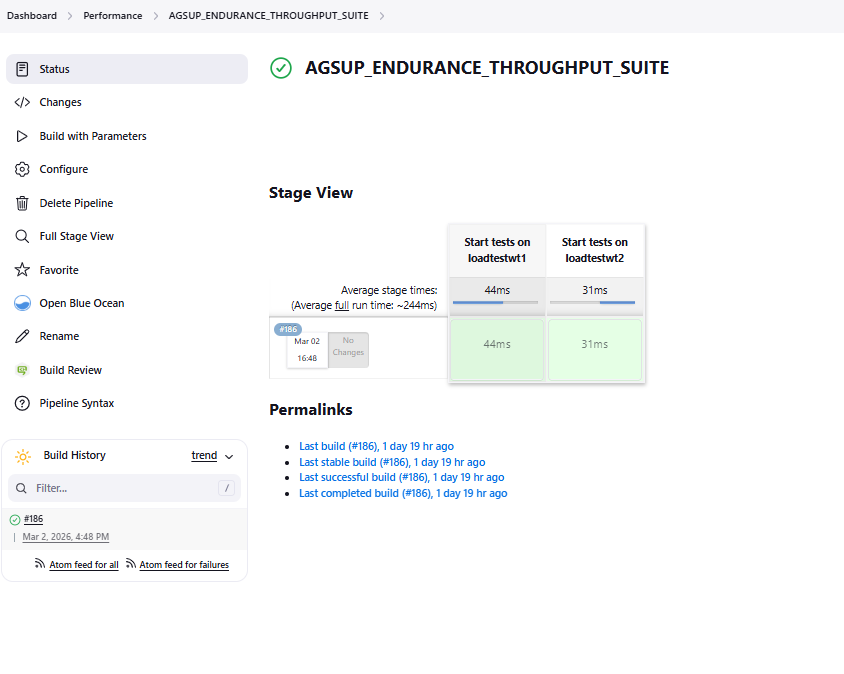 Dashboard > Performance > AGSUP_ENDURANCE_THROUGHPUT_SUITE >
Status
Changes
Build with Parameters
Configure
Delete Pipeline
Full Stage View
Favorite
Open Blue Ocean
Rename
Build Review
Pipeline Syntax
Build History
trend
Filter...
/
#186
Mar 2, 2026, 4:48 PM
Atom feed for all
Atom feed for failures
AGSUP_ENDURANCE_THROUGHPUT_SUITE
Stage View
Start tests on
loadtestwt1
Start tests on
loadtestwt2
Average stage times:
(Average full run time: ~244ms)
44ms
31ms
#186
Mar 02
16:48
No
Changes
44ms
31ms
Permalinks
Last build (#186), 1 day 19 hr ago
Last stable build (#186), 1 day 19 hr ago
Last successful build (#186), 1 day 19 hr ago
Last completed build (#186), 1 day 19 hr ago